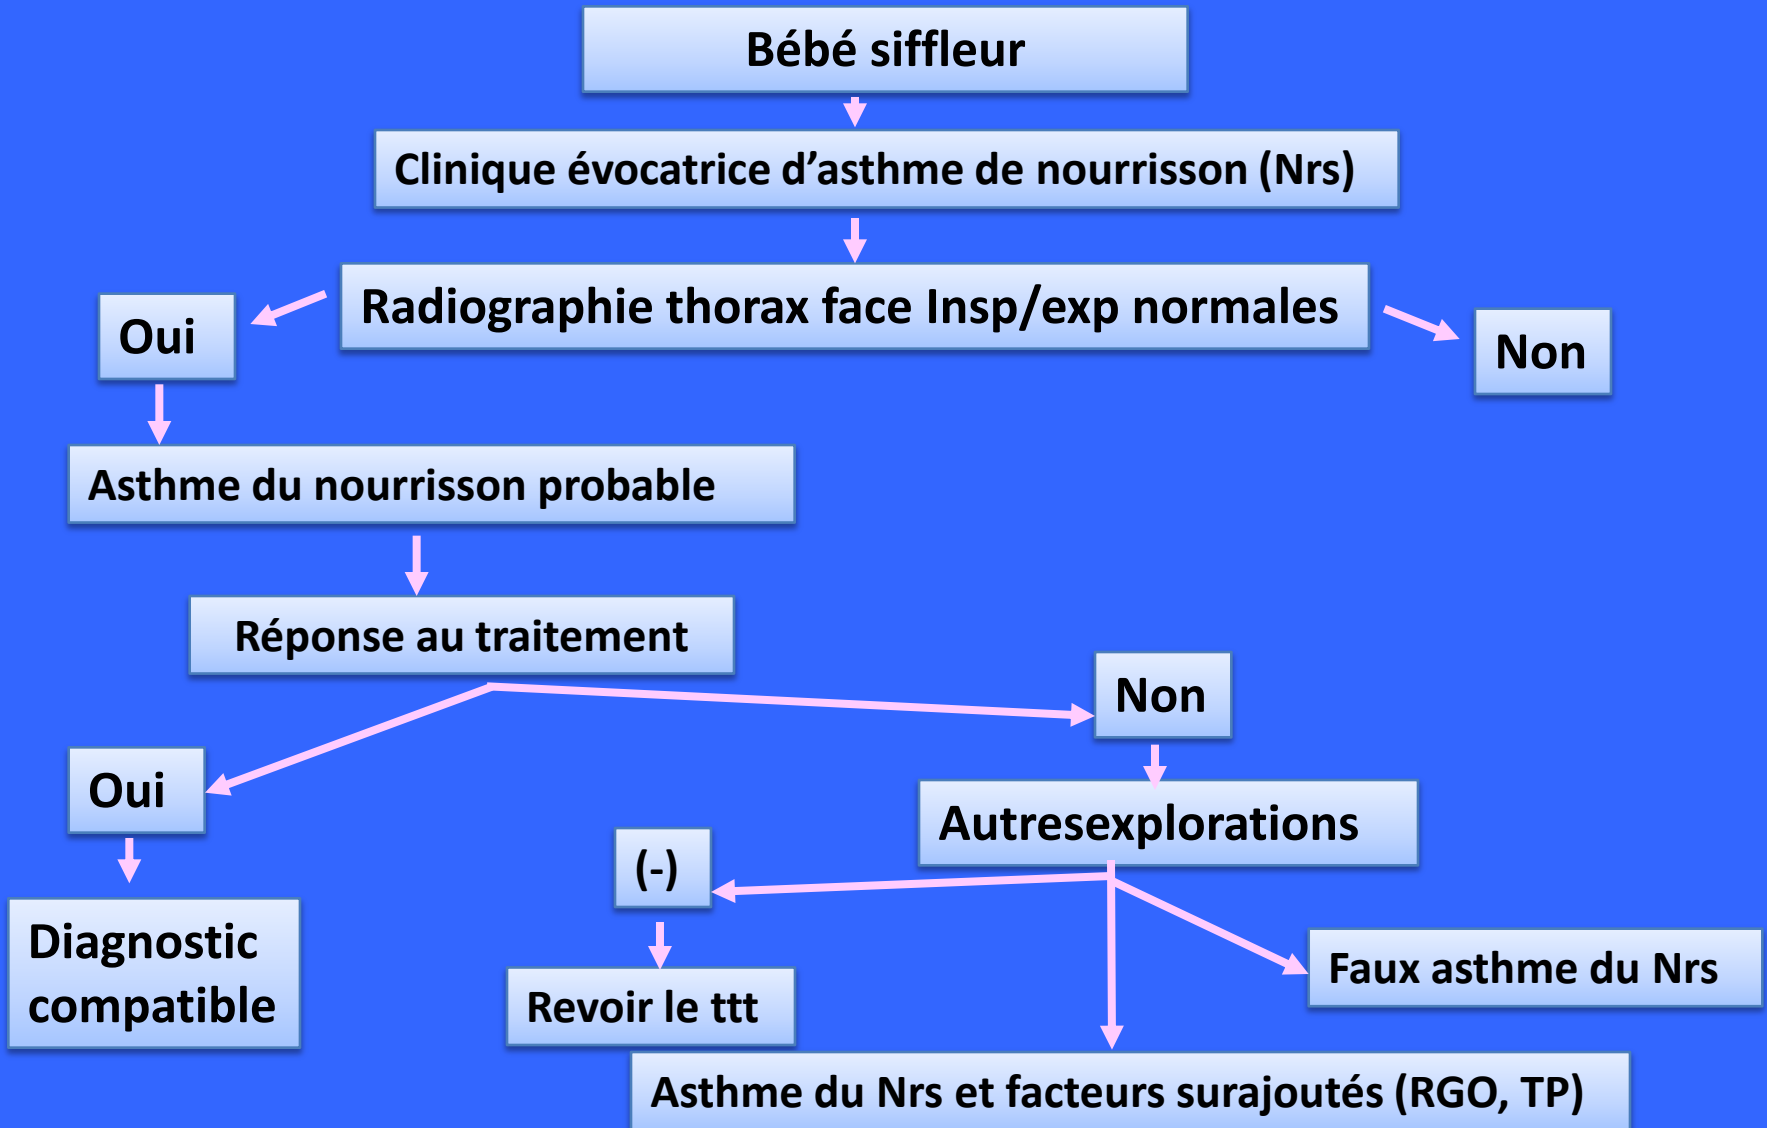 Bébé siffleur
Clinique évocatrice d’asthme de nourrisson (Nrs)
Radiographie thorax face Insp/exp normales
Oui
Non
Asthme du nourrisson probable
Réponse au traitement
Non
Oui
Autresexplorations
(-)
Diagnostic
compatible
Faux asthme du Nrs
Revoir le ttt
Asthme du Nrs et facteurs surajoutés (RGO, TP)